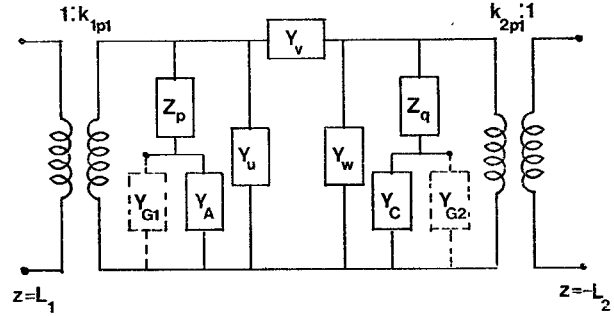 1:k1p1
Yv
k2p1:1
Zp
Zq
Yu
Yw
YG1
YA
YC
YG2
z=L1
z=-L2